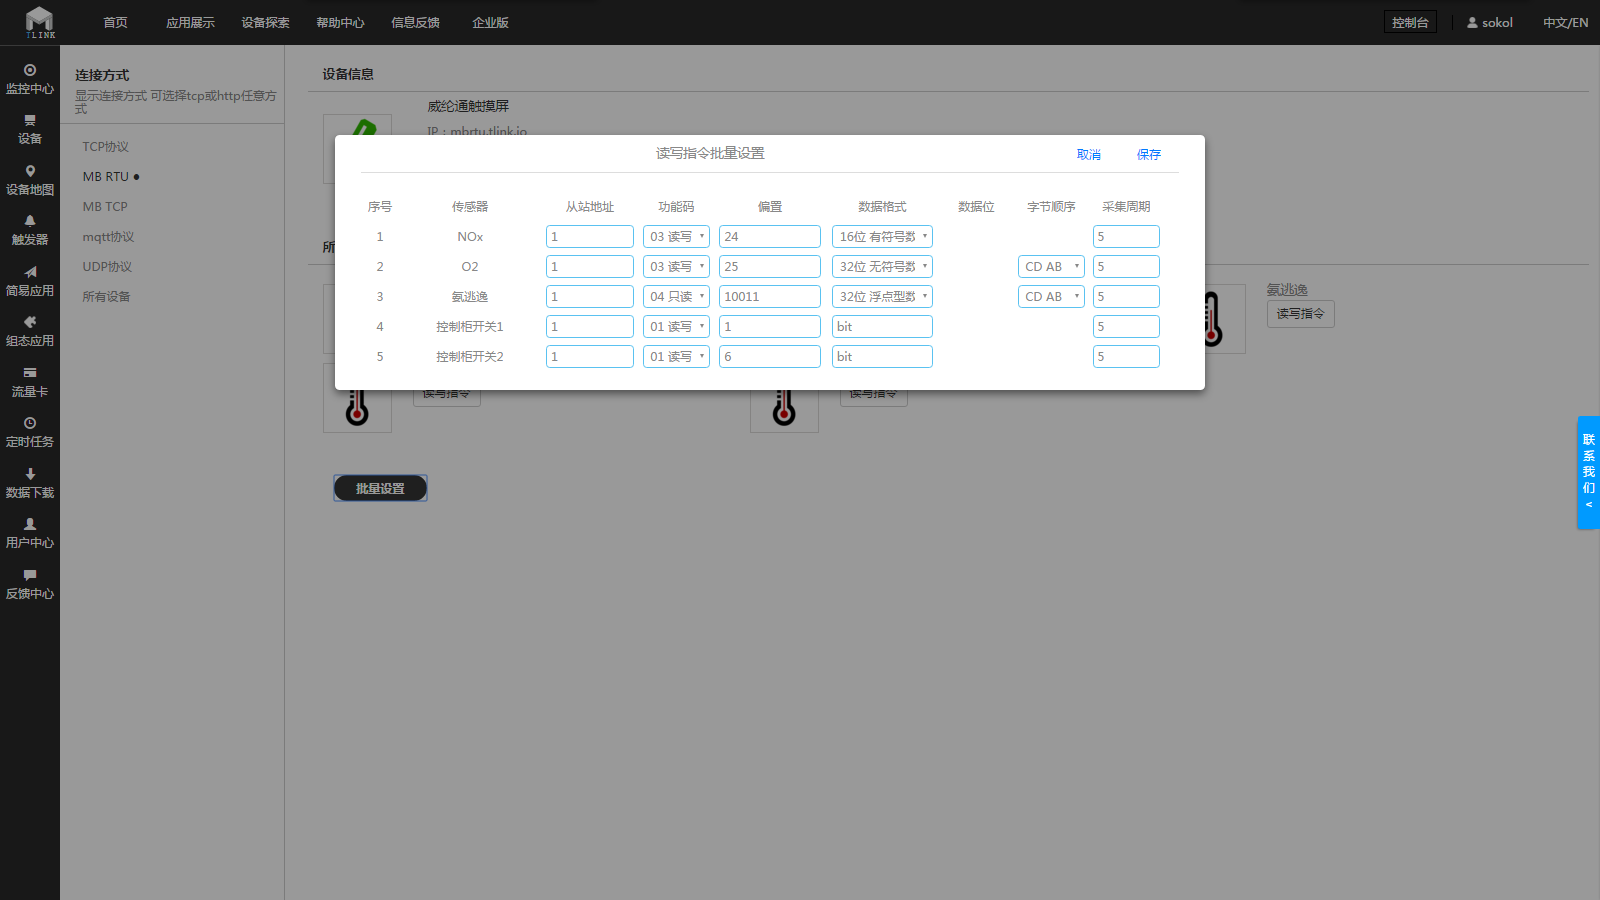 TLINK 首页 应用展示 设备探索 帮助中心 信息反馈 企业版 控制台 sokol 中文/EN
监控中心
设备
设备地图
触发器
简易应用
组态应用
流量卡
定时任务
数据下载
用户中心
反馈中心
连接方式
显示连接方式 可选择tcp或http任意方
式
TCP协议
MB RTU
MB TCP
mqtt协议
UDP协议
所有设备
设备信息
威纶通触摸屏
IP：mbrtu.tlink.io
读写指令批量设置 取消 保存
序号 传感器 从站地址 功能码 偏置 数据格式 数据位 字节顺序 采集周期
1 NOx 1 03 读写 24 16位 有符号数 5
2 O2 1 03 读写 25 32位 无符号数 CD AB 5
3 氨逃逸 1 04 只读 10011 32位 浮点型数 CD AB 5
4 控制柜开关1 1 01 读写 1 bit 5
5 控制柜开关2 1 01 读写 6 bit 5
所
氨逃逸
读写指令
读写指令 读写指令
批量设置
联
系
我
们
<